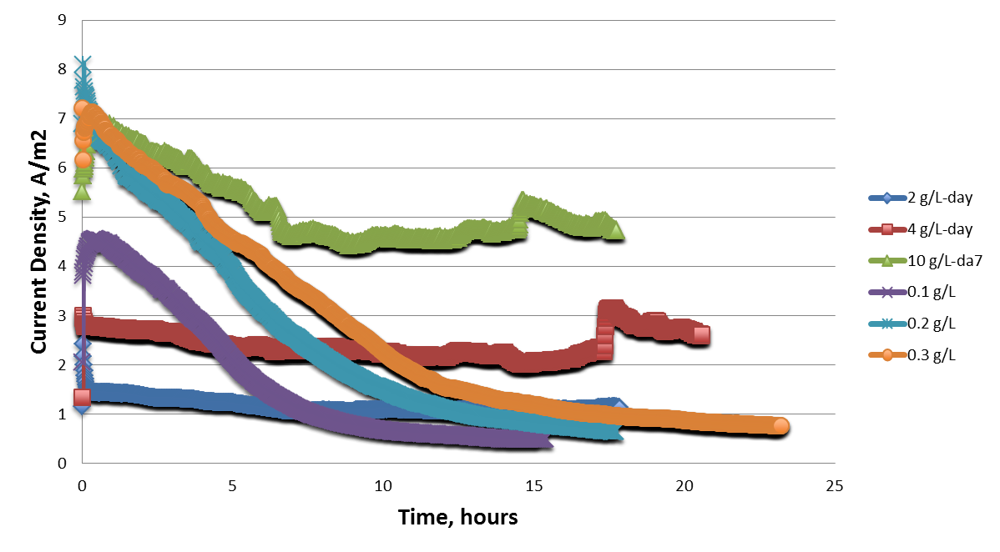 Current Density, A/m2
9
8
7
6
5
4
3
2
1
0
0 5 10 15 20 25
Time, hours
2 g/L-day
4 g/L-day
10 g/L-da7
0.1 g/L
0.2 g/L
0.3 g/L